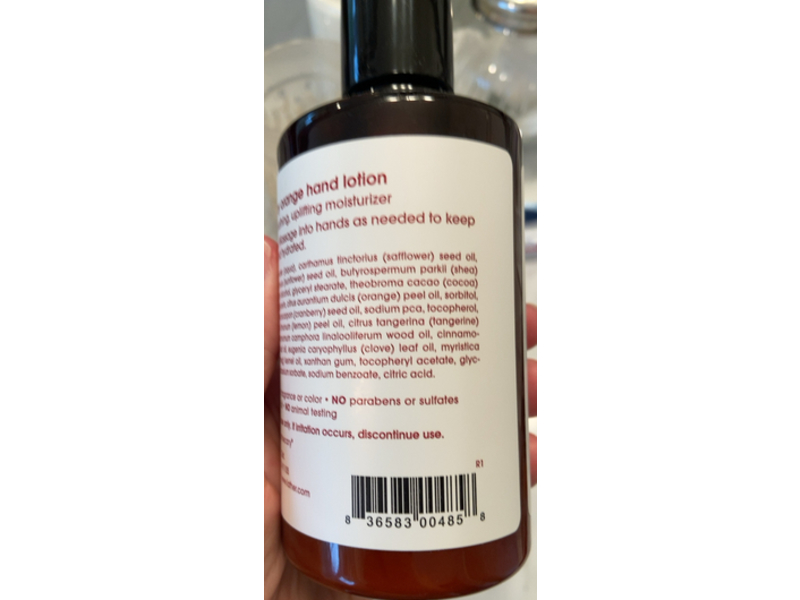 orange hand lotion
uplifting moisturizer
into hands as needed to keep
hydrated.
carthamus tinctorius (safflower) seed oil,
seed oil, butyrospermum parkii (shea)
glyceryl stearate, theobroma cacao (cocoa)
aurantium dulcis (orange) peel oil, sorbitol,
(cranberry) seed oil, sodium pca, tocopherol,
(lemon) peel oil, citrus tangerina (tangerine)
camphora linalooliferum wood oil, cinnamo-
eugenia caryophyllus (clove) leaf oil, myristica
oil, xanthan gum, tocopheryl acetate, glyc-
sodium benzoate, citric acid.
or color • NO parabens or sulfates
NO animal testing
If irritation occurs, discontinue use.
R1
8 36583 00485 8